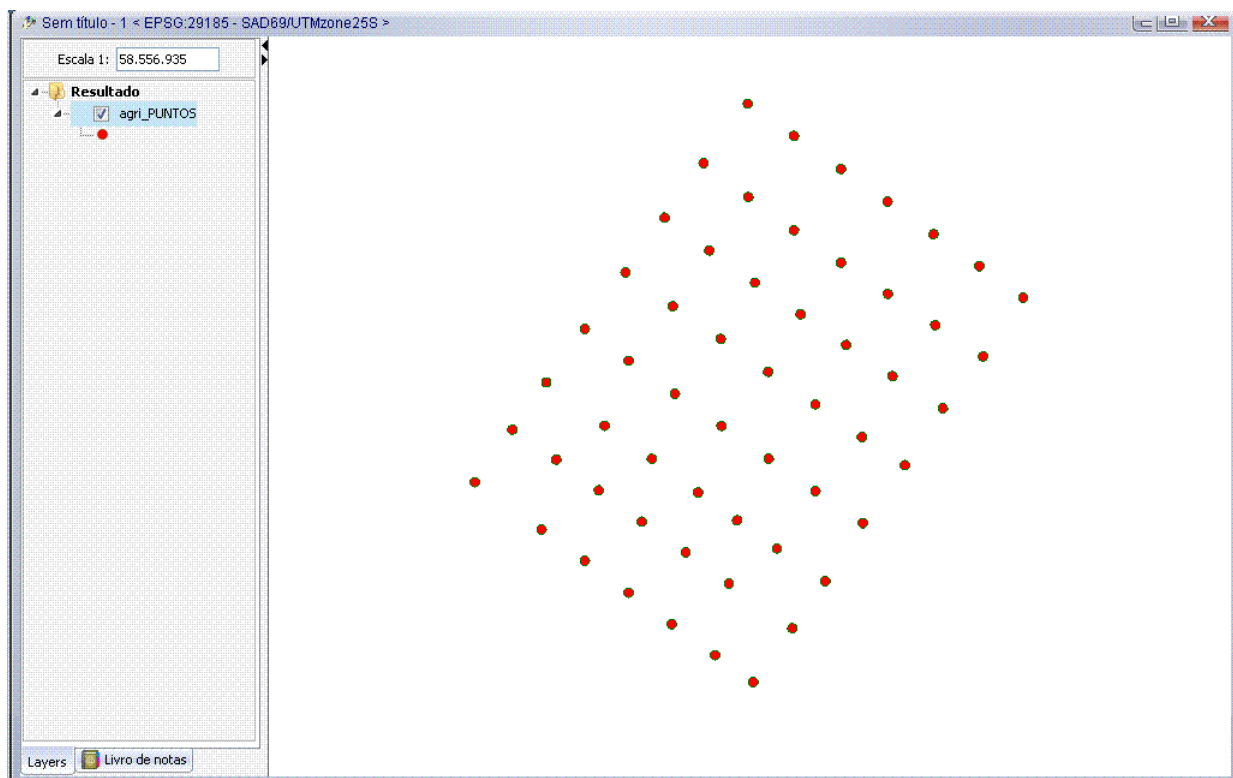 Sem título - 1 < EPSG:29185 - SAD69/UTMzone25S >
Escala 1: 58.556.935
Resultado
agri_PUNTOS
Layers Livro de notas